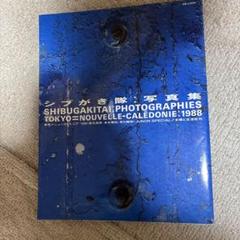 シブがき隊:写真集
SHIBUGAKITAI PHOTOGRAPHIES
TOKYO=NOUVELLE-CALEDONIE:1988